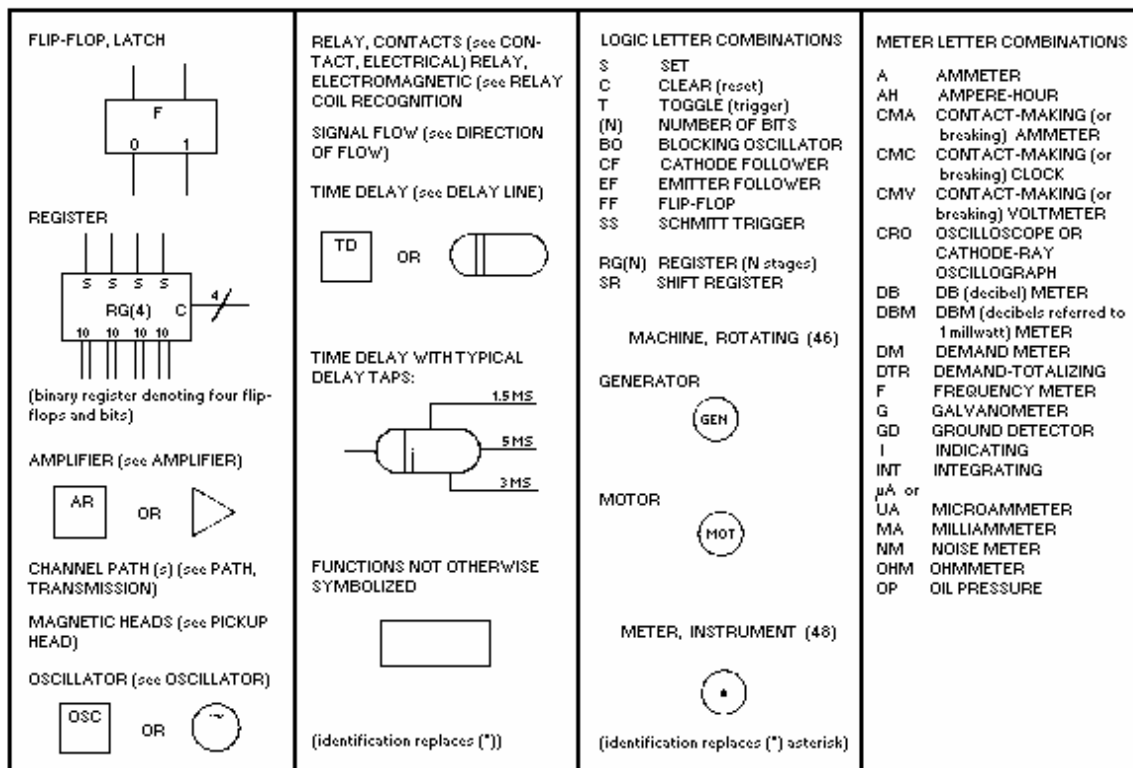 FLIP-FLOP, LATCH
F
0 1
REGISTER
S S S S
RG(4) C 4
10 10 10 10
(binary register denoting four flip-
flops and bits)
AMPLIFIER (see AMPLIFIER)
AR OR
CHANNEL PATH (s) (see PATH,
TRANSMISSION)
MAGNETIC HEADS (see PICKUP
HEAD)
OSCILLATOR (see OSCILLATOR)
OSC OR ~
RELAY, CONTACTS (see CON-
TACT, ELECTRICAL) RELAY,
ELECTROMAGNETIC (see RELAY
COIL RECOGNITION
SIGNAL FLOW (see DIRECTION
OF FLOW)
TIME DELAY (see DELAY LINE)
TD OR
TIME DELAY WITH TYPICAL
DELAY TAPS:
1.5 MS
5 MS
3 MS
FUNCTIONS NOT OTHERWISE
SYMBOLIZED
(identification replaces (*))
LOGIC LETTER COMBINATIONS
S SET
C CLEAR (reset)
T TOGGLE (trigger)
(N) NUMBER OF BITS
BO BLOCKING OSCILLATOR
CF CATHODE FOLLOWER
EF EMITTER FOLLOWER
FF FLIP-FLOP
SS SCHMITT TRIGGER
RG(N) REGISTER (N stages)
SR SHIFT REGISTER
MACHINE, ROTATING (46)
GENERATOR
GEN
MOTOR
MOT
METER, INSTRUMENT (48)
*
(identification replaces (*) asterisk)
METER LETTER COMBINATIONS
A AMMETER
AH AMPERE-HOUR
CMA CONTACT-MAKING (or
breaking) AMMETER
CMC CONTACT-MAKING (or
breaking) CLOCK
CMV CONTACT-MAKING (or
breaking) VOLTMETER
CRO OSCILLOSCOPE OR
CATHODE-RAY
OSCILLOGRAPH
DB DB (decibel) METER
DBM DBM (decibels referred to
1 millwatt) METER
DM DEMAND METER
DTR DEMAND-TOTALIZING
F FREQUENCY METER
G GALVANOMETER
GD GROUND DETECTOR
I INDICATING
INT INTEGRATING
µA or
UA MICROAMMETER
MA MILLIAMMETER
NM NOISE METER
OHM OHMMETER
OP OIL PRESSURE